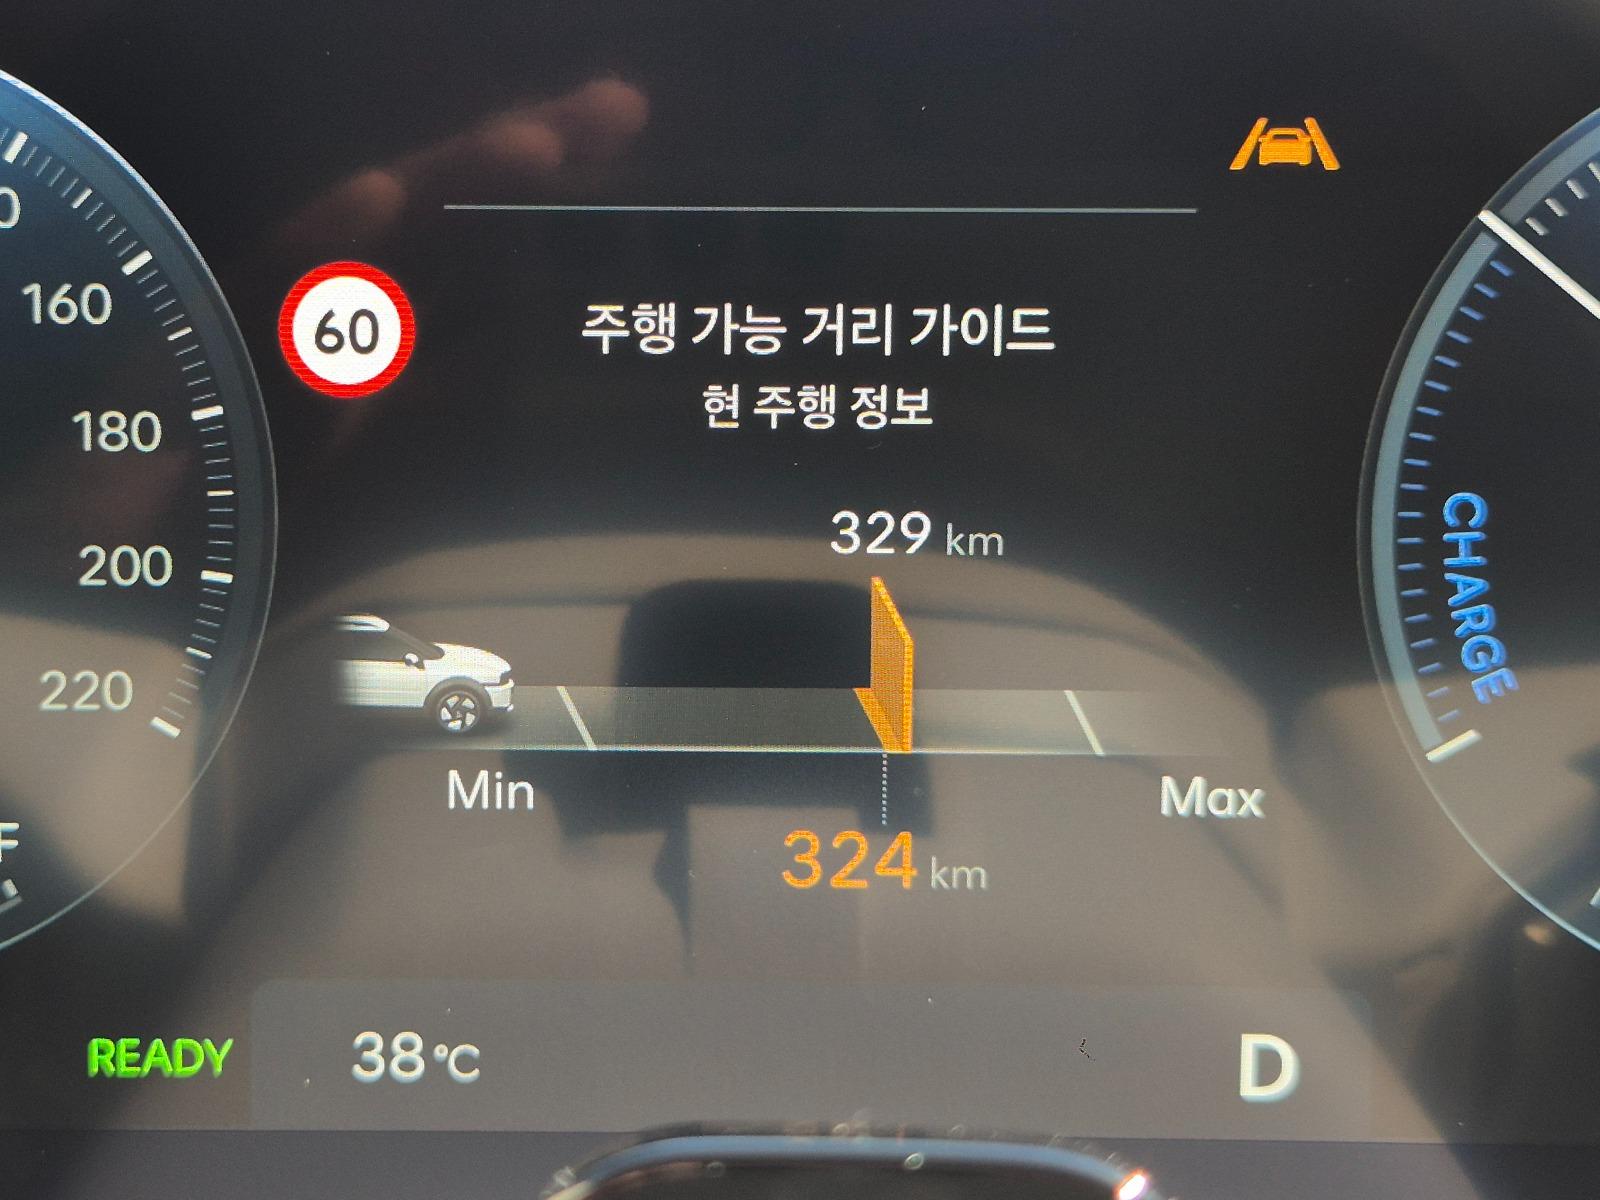 160
180
200
220
60
주행 가능 거리 가이드
현 주행 정보
329 km
Min
Max
324 km
CHARGE
READY
38°C
D